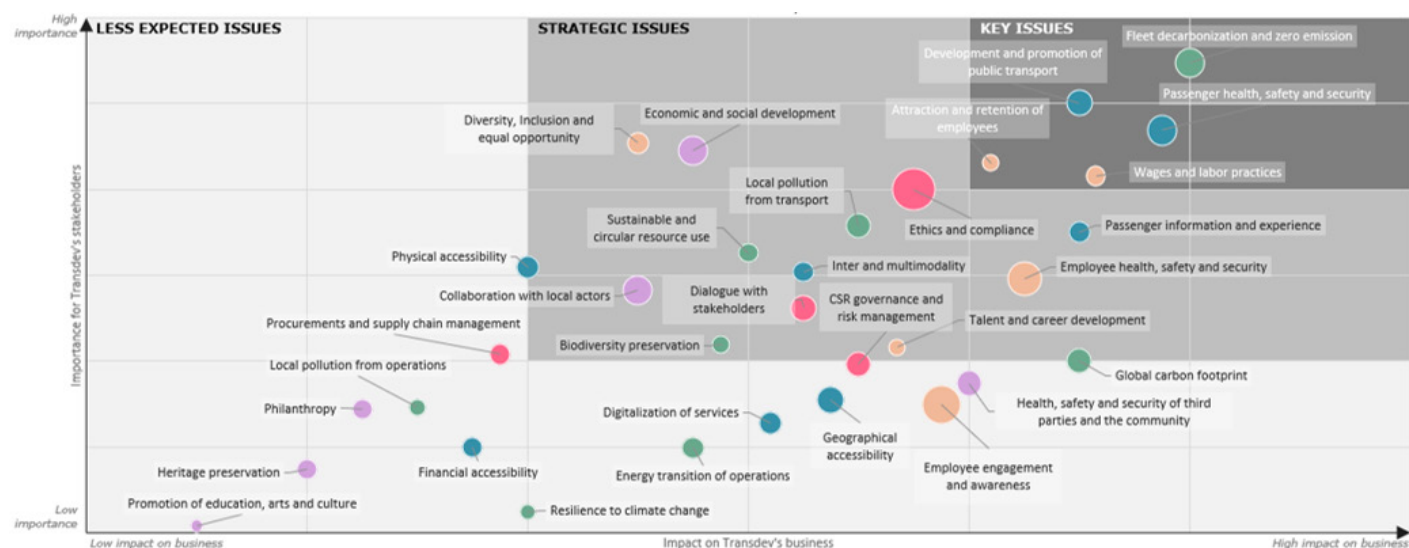 High
importance
LESS EXPECTED ISSUES
STRATEGIC ISSUES
KEY ISSUES
Fleet decarbonization and zero emission
Development and promotion of
public transport
Passenger health, safety and security
Attraction and retention of
employees
Economic and social development
Diversity, Inclusion and
equal opportunity
Wages and labor practices
Local pollution
from transport
Sustainable and
circular resource use
Ethics and compliance
Passenger information and experience
Physical accessibility
Inter and multimodality
Employee health, safety and security
Collaboration with local actors
Dialogue with
stakeholders
CSR governance and
risk management
Procurements and supply chain management
Talent and career development
Biodiversity preservation
Local pollution from operations
Global carbon footprint
Philanthropy
Digitalization of services
Health, safety and security of third
parties and the community
Geographical
accessibility
Heritage preservation
Financial accessibility
Energy transition of operations
Employee engagement
and awareness
Promotion of education, arts and culture
Resilience to climate change
Importance for Transdev's stakeholders
Low
importance
Low impact on business
Impact on Transdev's business
High impact on business